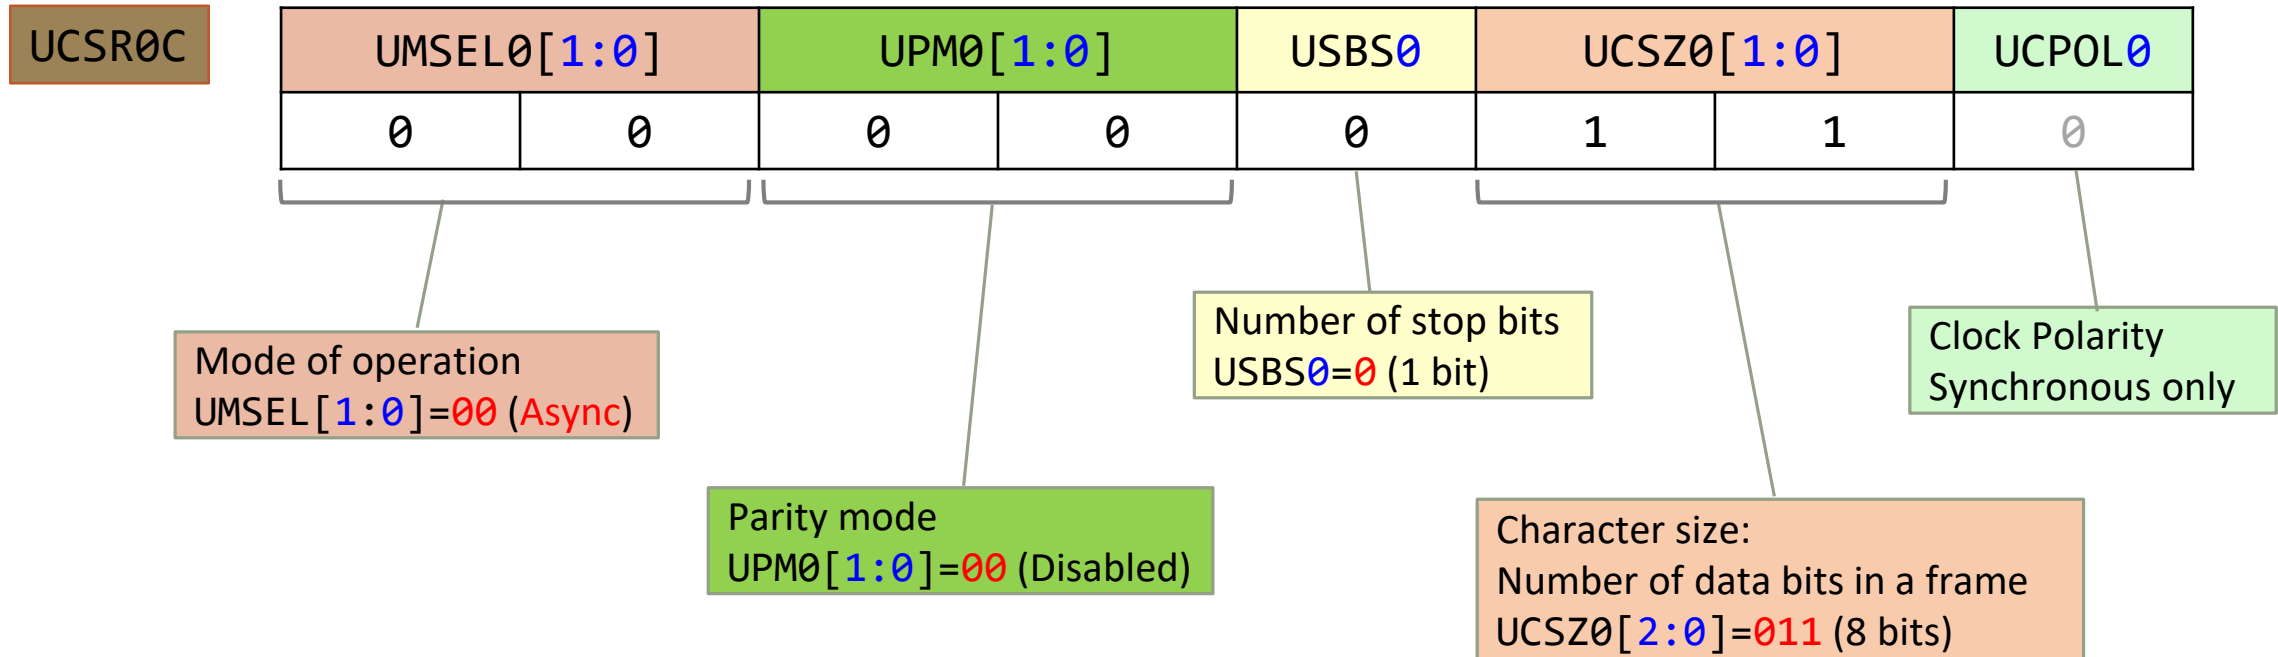 UCSR0C
UMSEL0[1:0] UPM0[1:0] USBS0 UCSZ0[1:0] UCPOL0
0 0 0 0 0 1 1 0
Number of stop bits
USBS0=0 (1 bit)
Clock Polarity
Synchronous only
Mode of operation
UMSEL[1:0]=00 (Async)
Parity mode
UPM0[1:0]=00 (Disabled)
Character size:
Number of data bits in a frame
UCSZ0[2:0]=011 (8 bits)